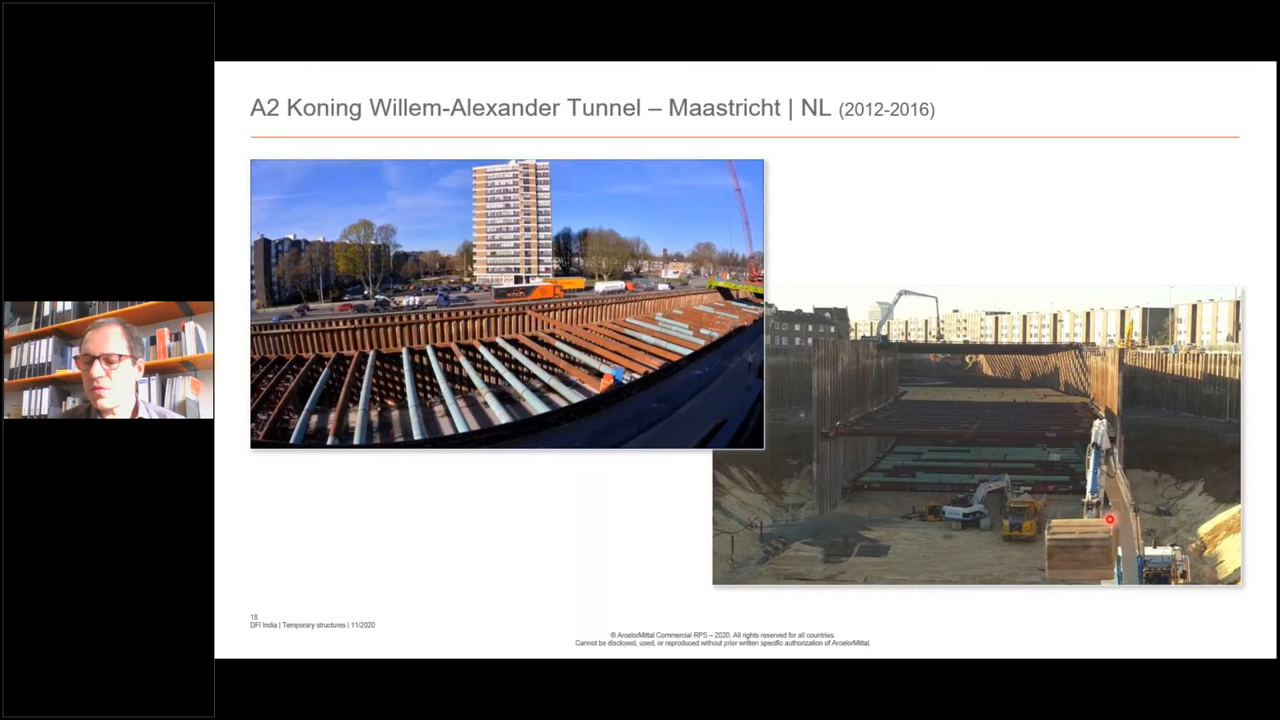 A2 Koning Willem-Alexander Tunnel – Maastricht | NL (2012-2016)
18
DFI India | Temporary structures | 11/2020
© ArcelorMittal Commercial RPS – 2020. All rights reserved for all countries.
Cannot be disclosed, used, or reproduced without prior written specific authorization of ArcelorMittal.